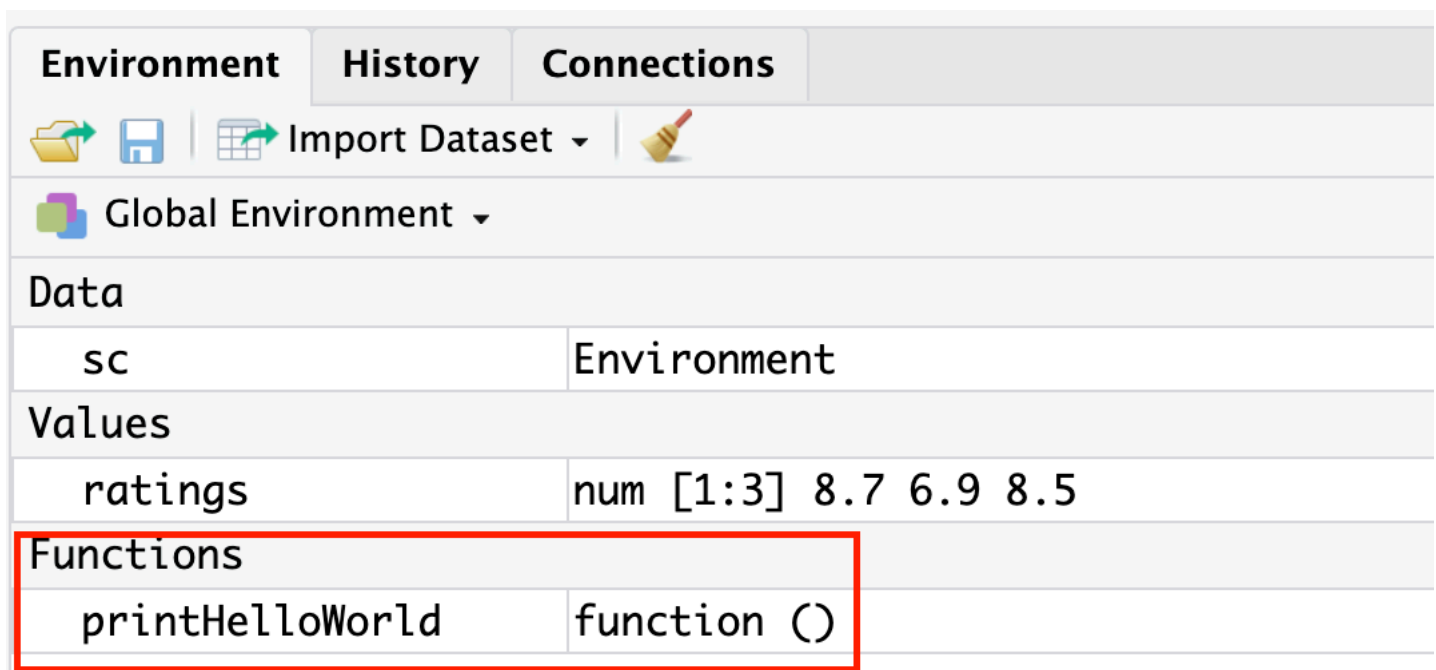 Environment History Connections
Import Dataset
Global Environment
Data
sc Environment
Values
ratings num [1:3] 8.7 6.9 8.5
Functions
printHelloWorld function ()